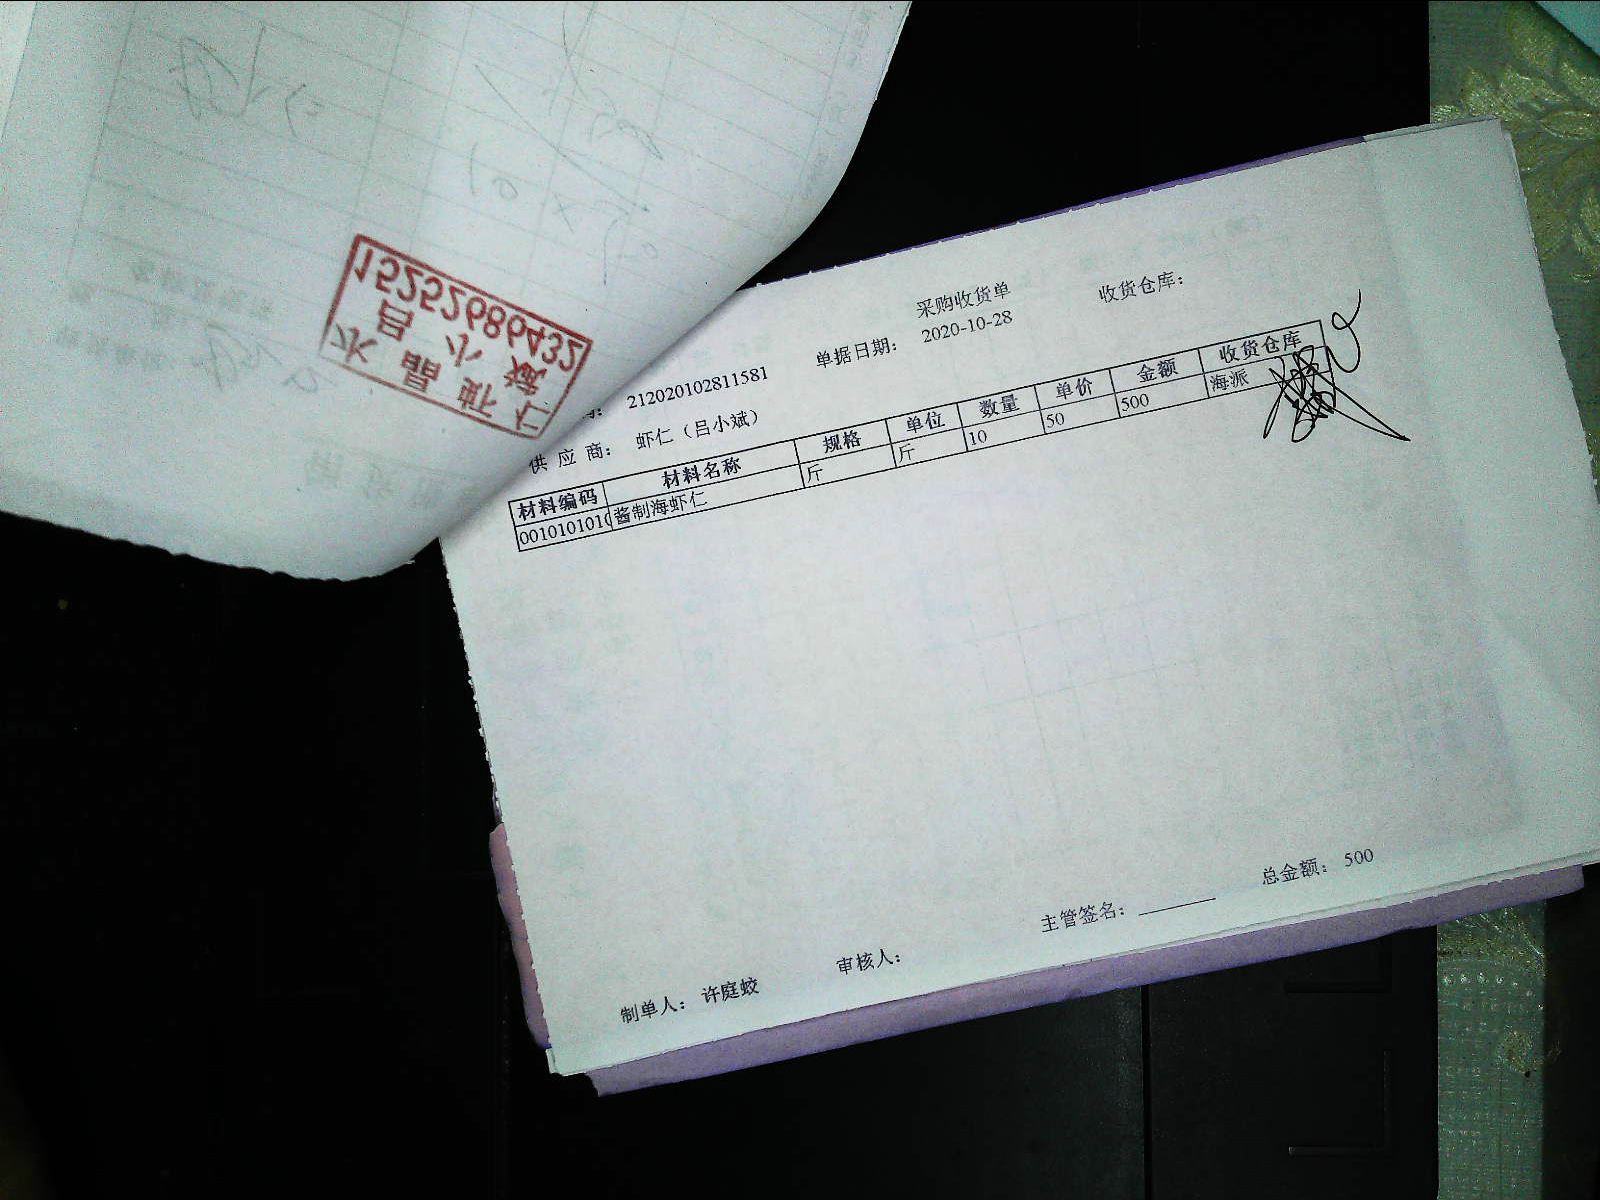 采购收货单
收货仓库：
212020102811581
单据日期： 2020-10-28
供 应 商： 虾仁（吕小斌）
材料编码 材料名称 规格 单位 数量 单价 金额 收货仓库
0010101010 酱制海虾仁 斤 斤 10 50 500 海派
总金额： 500
主管签名：
审核人：
制单人： 许庭蛟
15252686432